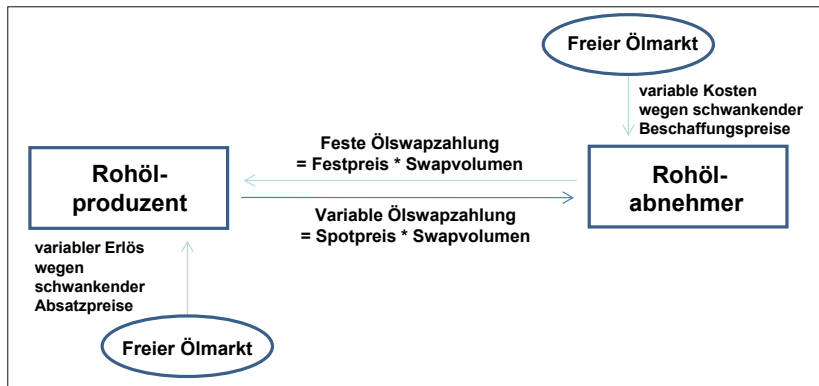 Freier Ölmarkt
variable Kosten
wegen schwankender
Beschaffungspreise
Feste Ölswapzahlung
= Festpreis * Swapvolumen
Rohöl-
produzent
Rohöl-
abnehmer
Variable Ölswapzahlung
= Spotpreis * Swapvolumen
variabler Erlös
wegen
schwankender
Absatzpreise
Freier Ölmarkt